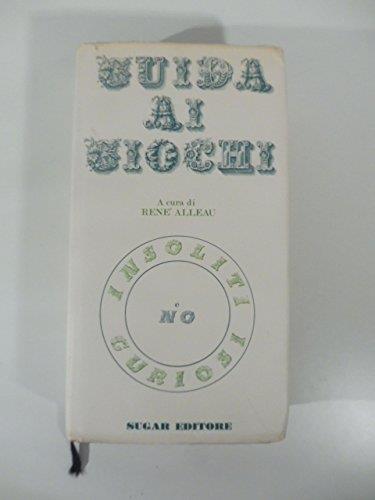 GUIDA
AI
GIOCHI
A cura di
RENE' ALLEAU
INSOLITI
e
NO
CURIOSI
SUGAR EDITORE